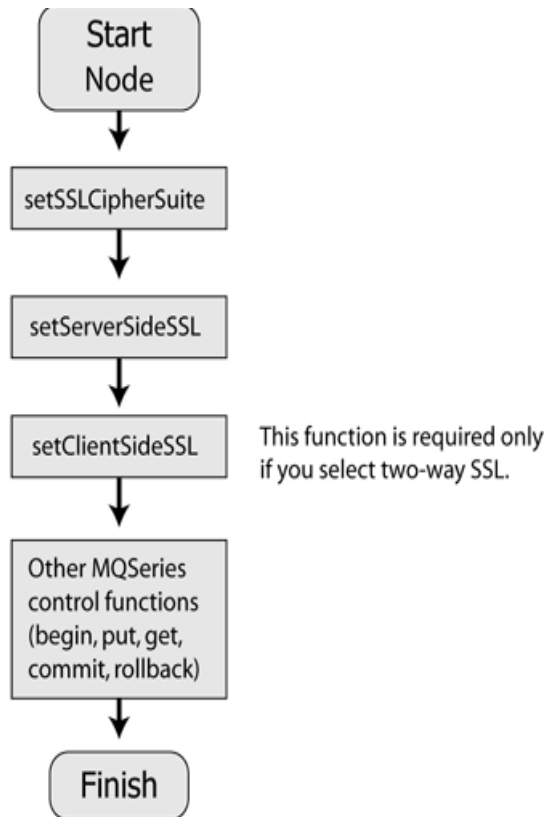 Start
Node
setSSLCipherSuite
setServerSideSSL
setClientSideSSL
This function is required only
if you select two-way SSL.
Other MQSeries
control functions
(begin, put, get,
commit, rollback)
Finish